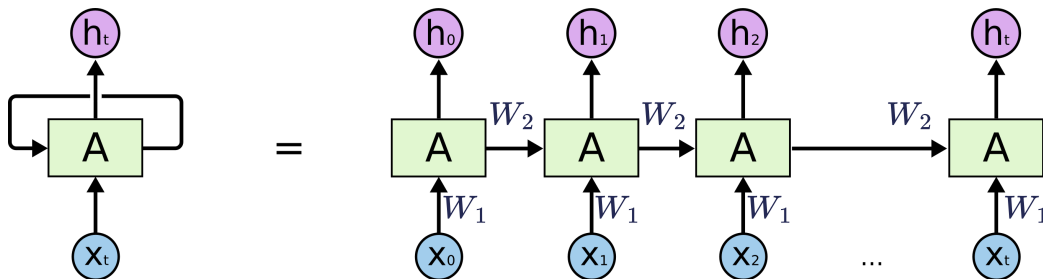 hₜ h₀ h₁ h₂ hₜ
W₂ W₂ W₂
A = A A A A
W₁ W₁ W₁ W₁
xₜ x₀ x₁ x₂ ... xₜ